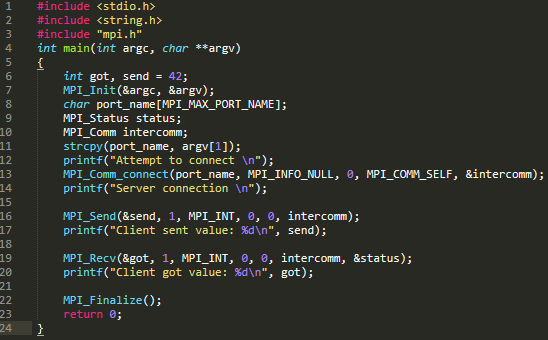 1 #include <stdio.h>
2 #include <string.h>
3 #include "mpi.h"
4 int main(int argc, char **argv)
5 {
6 int got, send = 42;
7 MPI_Init(&argc, &argv);
8 char port_name[MPI_MAX_PORT_NAME];
9 MPI_Status status;
10 MPI_Comm intercomm;
11 strcpy(port_name, argv[1]);
12 printf("Attempt to connect \n");
13 MPI_Comm_connect(port_name, MPI_INFO_NULL, 0, MPI_COMM_SELF, &intercomm);
14 printf("Server connection \n");
15
16 MPI_Send(&send, 1, MPI_INT, 0, 0, intercomm);
17 printf("Client sent value: %d\n", send);
18
19 MPI_Recv(&got, 1, MPI_INT, 0, 0, intercomm, &status);
20 printf("Client got value: %d\n", got);
21
22 MPI_Finalize();
23 return 0;
24 }